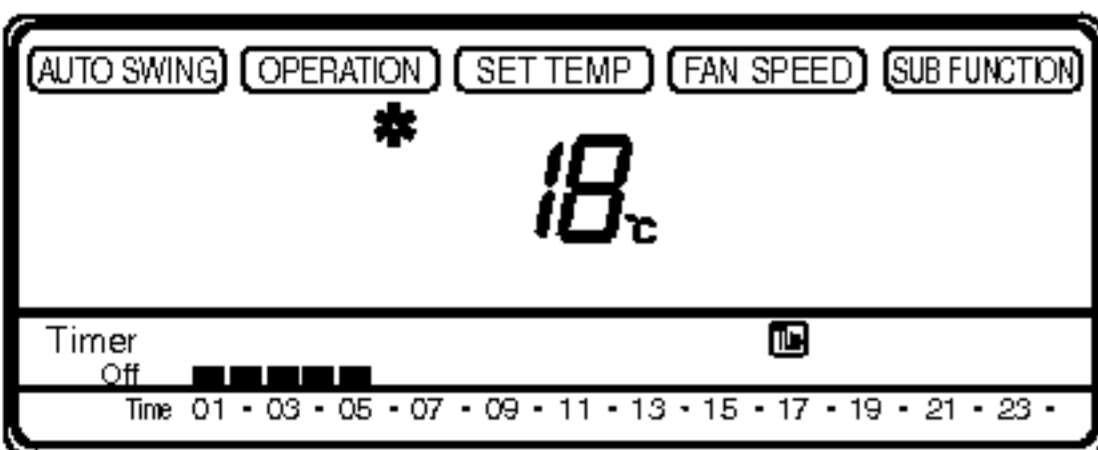 AUTO SWING OPERATION SET TEMP FAN SPEED SUB FUNCTION
18°C
Timer
Off
Time 01 - 03 - 05 - 07 - 09 - 11 - 13 - 15 - 17 - 19 - 21 - 23 -